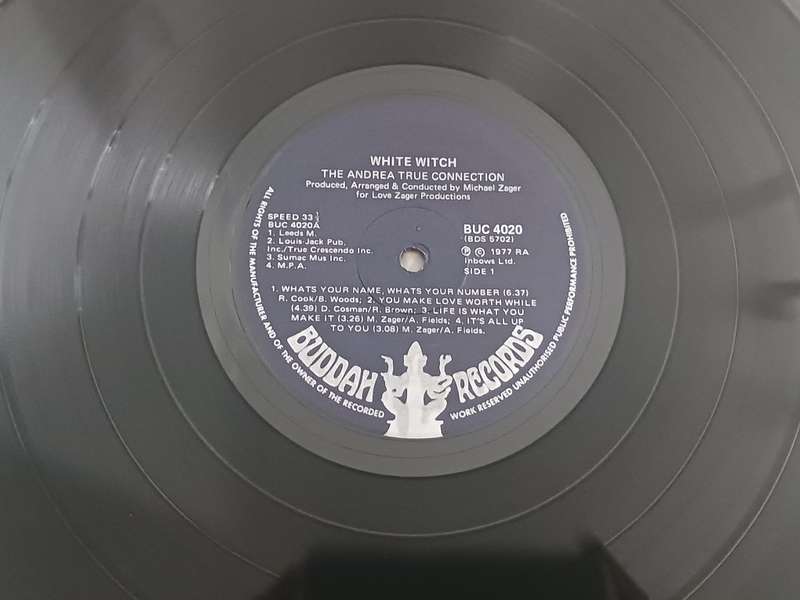 WHITE WITCH
THE ANDREA TRUE CONNECTION
Produced, Arranged & Conducted by Michael Zager
for Love Zager Productions
SPEED 33⅓
BUC 4020A
1. Leeds M.
2. Louis-Jack Pub.
Inc./True Crescendo Inc.
3. Sumac Mus Inc.
4. M.P.A.
BUC 4020
(BDS 5702)
Ⓟ © 1977 RA
Inbows Ltd.
SIDE 1
1. WHATS YOUR NAME, WHATS YOUR NUMBER (6.37)
R. Cook/B. Woods; 2. YOU MAKE LOVE WORTH WHILE
(4.39) D. Cosman/R. Brown; 3. LIFE IS WHAT YOU
MAKE IT (3.26) M. Zager/A. Fields; 4. IT'S ALL UP
TO YOU (3.08) M. Zager/A. Fields.
BUDDAH RECORDS
ALL RIGHTS OF THE MANUFACTURER AND OF THE OWNER OF THE RECORDED WORK RESERVED UNAUTHORISED PUBLIC PERFORMANCE PROHIBITED